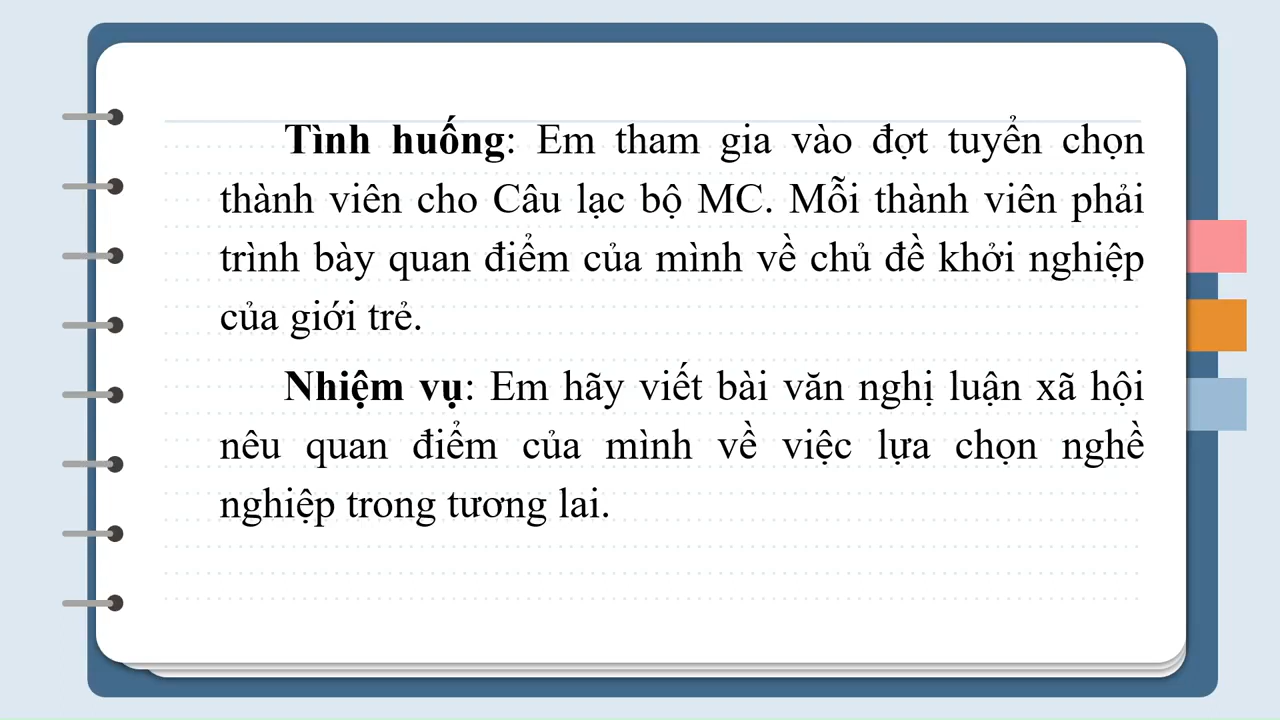 Tình huống: Em tham gia vào đợt tuyển chọn
thành viên cho Câu lạc bộ MC. Mỗi thành viên phải
trình bày quan điểm của mình về chủ đề khởi nghiệp
của giới trẻ.
Nhiệm vụ: Em hãy viết bài văn nghị luận xã hội
nêu quan điểm của mình về việc lựa chọn nghề
nghiệp trong tương lai.